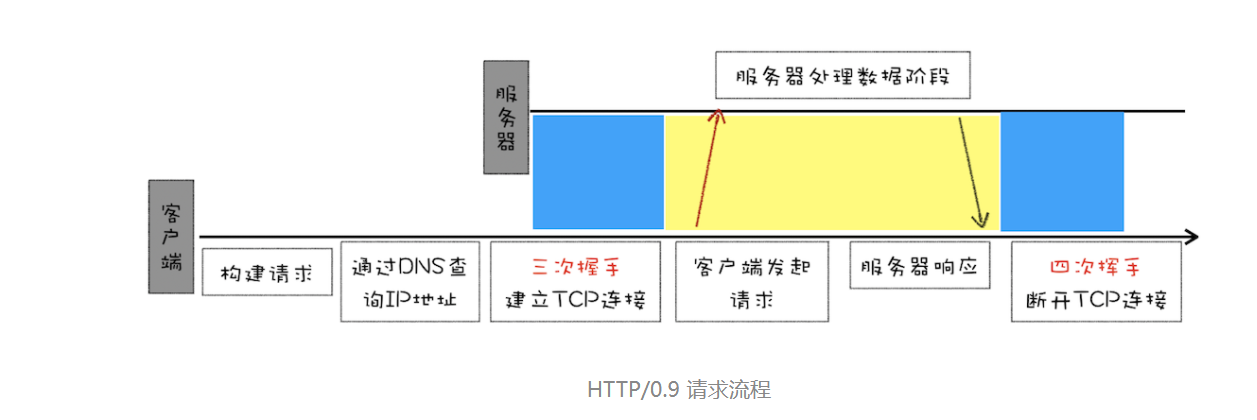 服务器处理数据阶段
服务器
客户端
构建请求
通过DNS查
询IP地址
三次握手
建立TCP连接
客户端发起
请求
服务器响应
四次挥手
断开TCP连接
HTTP/0.9 请求流程